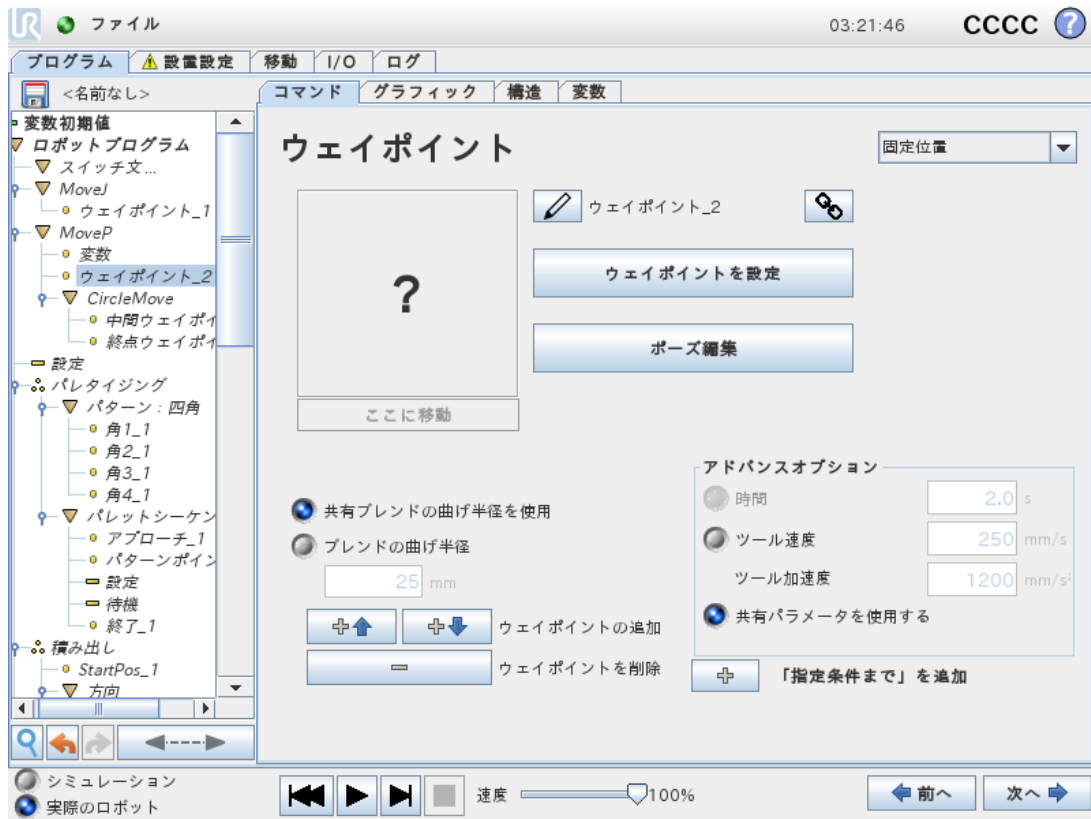 UR ファイル 03:21:46 CCCC ?
プログラム 設置設定 移動 I/O ログ
<名前なし>
コマンド グラフィック 構造 変数
変数初期値
ロボットプログラム
スイッチ文...
MoveJ
ウェイポイント_1
MoveP
変数
ウェイポイント_2
CircleMove
中間ウェイポイ
終点ウェイポイ
設定
パレタイジング
パターン : 四角
角1_1
角2_1
角3_1
角4_1
パレットシーケン
アプローチ_1
パターンポイン
設定
待機
終了_1
積み出し
StartPos_1
方向
ウェイポイント
固定位置
?
ここに移動
ウェイポイント_2
ウェイポイントを設定
ポーズ編集
共有ブレンドの曲げ半径を使用
ブレンドの曲げ半径
25 mm
ウェイポイントの追加
ウェイポイントを削除
アドバンスオプション
時間 2.0 s
ツール速度 250 mm/s
ツール加速度 1200 mm/s²
共有パラメータを使用する
「指定条件まで」を追加
シミュレーション
実際のロボット
速度 100%
前へ 次へ